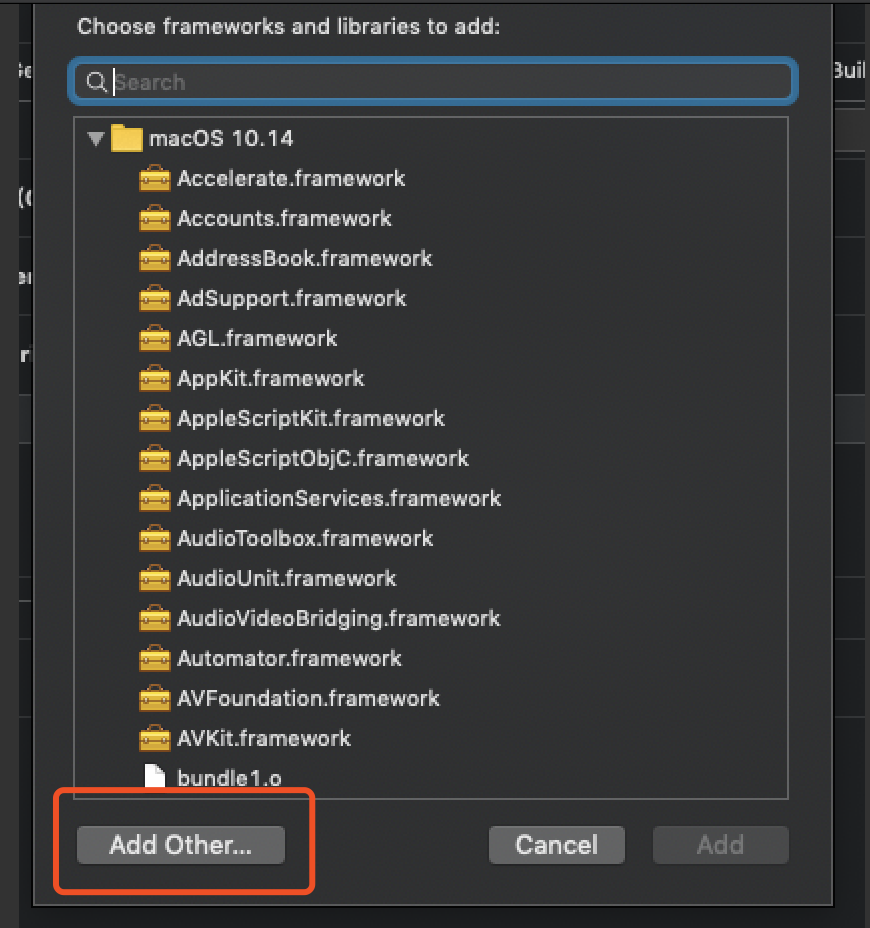 Choose frameworks and libraries to add:
Search
macOS 10.14
Accelerate.framework
Accounts.framework
AddressBook.framework
AdSupport.framework
AGL.framework
AppKit.framework
AppleScriptKit.framework
AppleScriptObjC.framework
ApplicationServices.framework
AudioToolbox.framework
AudioUnit.framework
AudioVideoBridging.framework
Automator.framework
AVFoundation.framework
AVKit.framework
bundle1.o
Add Other...
Cancel
Add